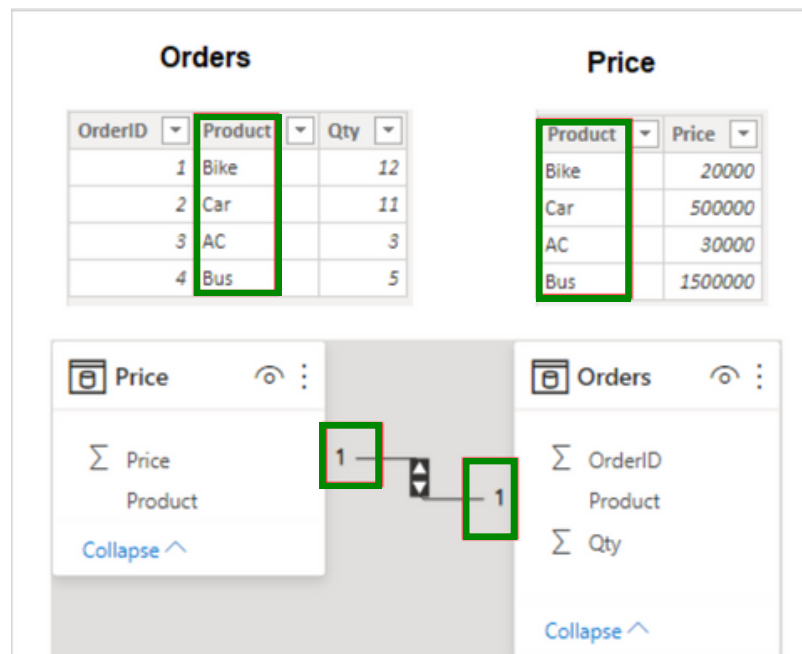 Orders
Price
OrderID Product Qty
1 Bike 12
2 Car 11
3 AC 3
4 Bus 5
Product Price
Bike 20000
Car 500000
AC 30000
Bus 1500000
Price
Σ Price
Product
Collapse
1
1
Orders
Σ OrderID
Product
Σ Qty
Collapse